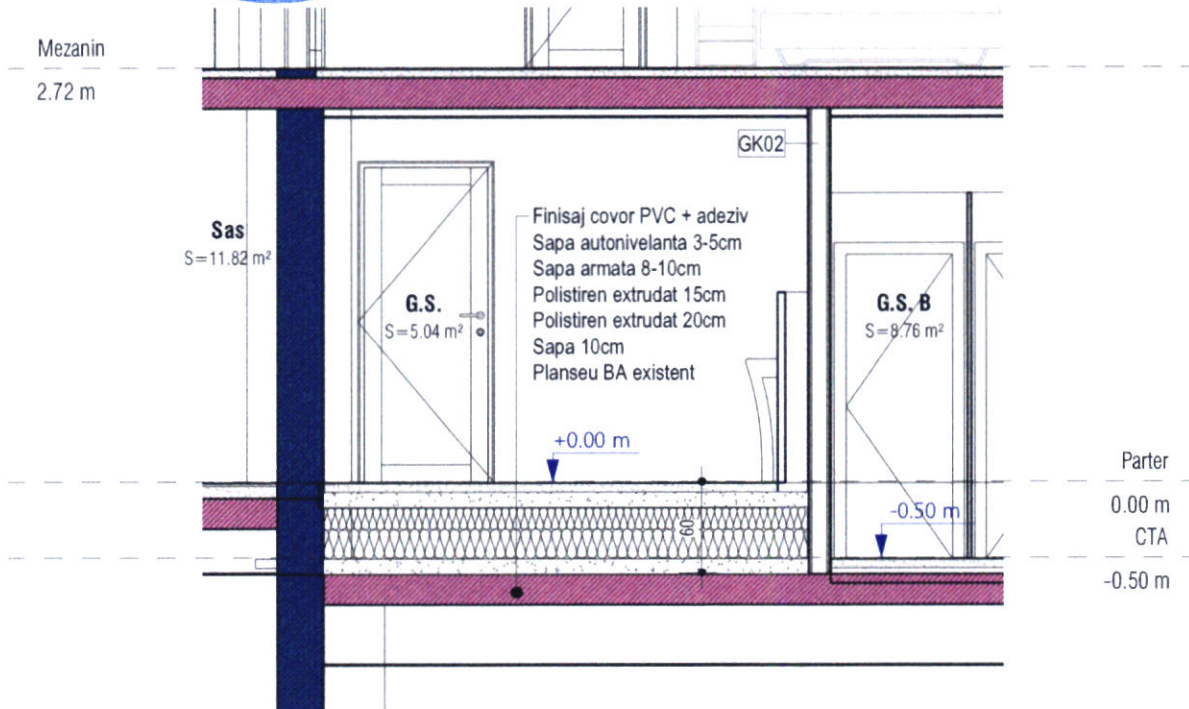 Mezanin
2.72 m
GK02
Sas
S=11.82 m²
Finisaj covor PVC + adeziv
Sapa autonivelanta 3-5cm
Sapa armata 8-10cm
Polistiren extrudat 15cm
Polistiren extrudat 20cm
Sapa 10cm
Planseu BA existent
G.S.
S=5.04 m²
G.S. B
S=8.76 m²
+0.00 m
Parter
0.00 m
-0.50 m
CTA
-0.50 m
60